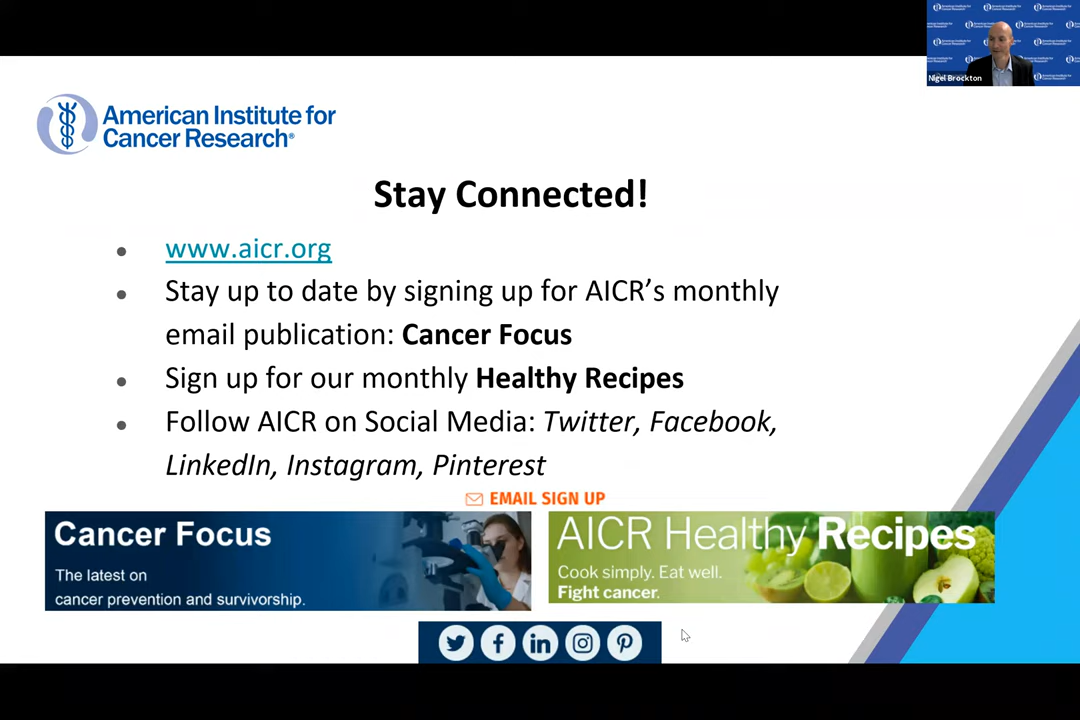 American Institute for
Cancer Research®
Nigel Brockton
Stay Connected!
www.aicr.org
Stay up to date by signing up for AICR’s monthly
email publication: Cancer Focus
Sign up for our monthly Healthy Recipes
Follow AICR on Social Media: Twitter, Facebook,
LinkedIn, Instagram, Pinterest
EMAIL SIGN UP
Cancer Focus
The latest on
cancer prevention and survivorship.
AICR Healthy Recipes
Cook simply. Eat well.
Fight cancer.